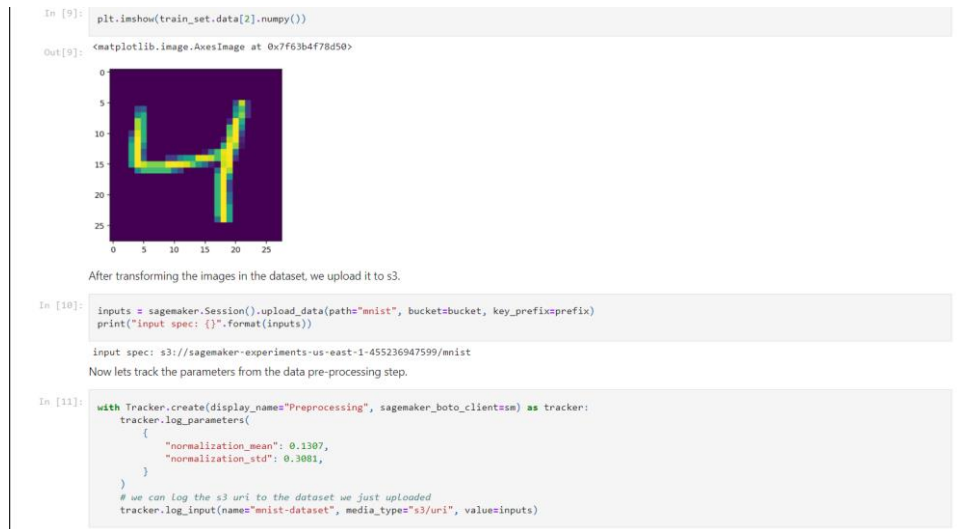 In [9]:
plt.imshow(train_set.data[2].numpy())
Out[9]:
<matplotlib.image.AxesImage at 0x7f63b4f78d50>
0
5
10
15
20
25
0 5 10 15 20 25
After transforming the images in the dataset, we upload it to s3.
In [10]:
inputs = sagemaker.Session().upload_data(path="mnist", bucket=bucket, key_prefix=prefix)
print("input spec: {}".format(inputs))
input spec: s3://sagemaker-experiments-us-east-1-455236947599/mnist
Now lets track the parameters from the data pre-processing step.
In [11]:
with Tracker.create(display_name="Preprocessing", sagemaker_boto_client=sm) as tracker:
tracker.log_parameters(
{
"normalization_mean": 0.1307,
"normalization_std": 0.3081,
}
)
# we can log the s3 uri to the dataset we just uploaded
tracker.log_input(name="mnist-dataset", media_type="s3/uri", value=inputs)